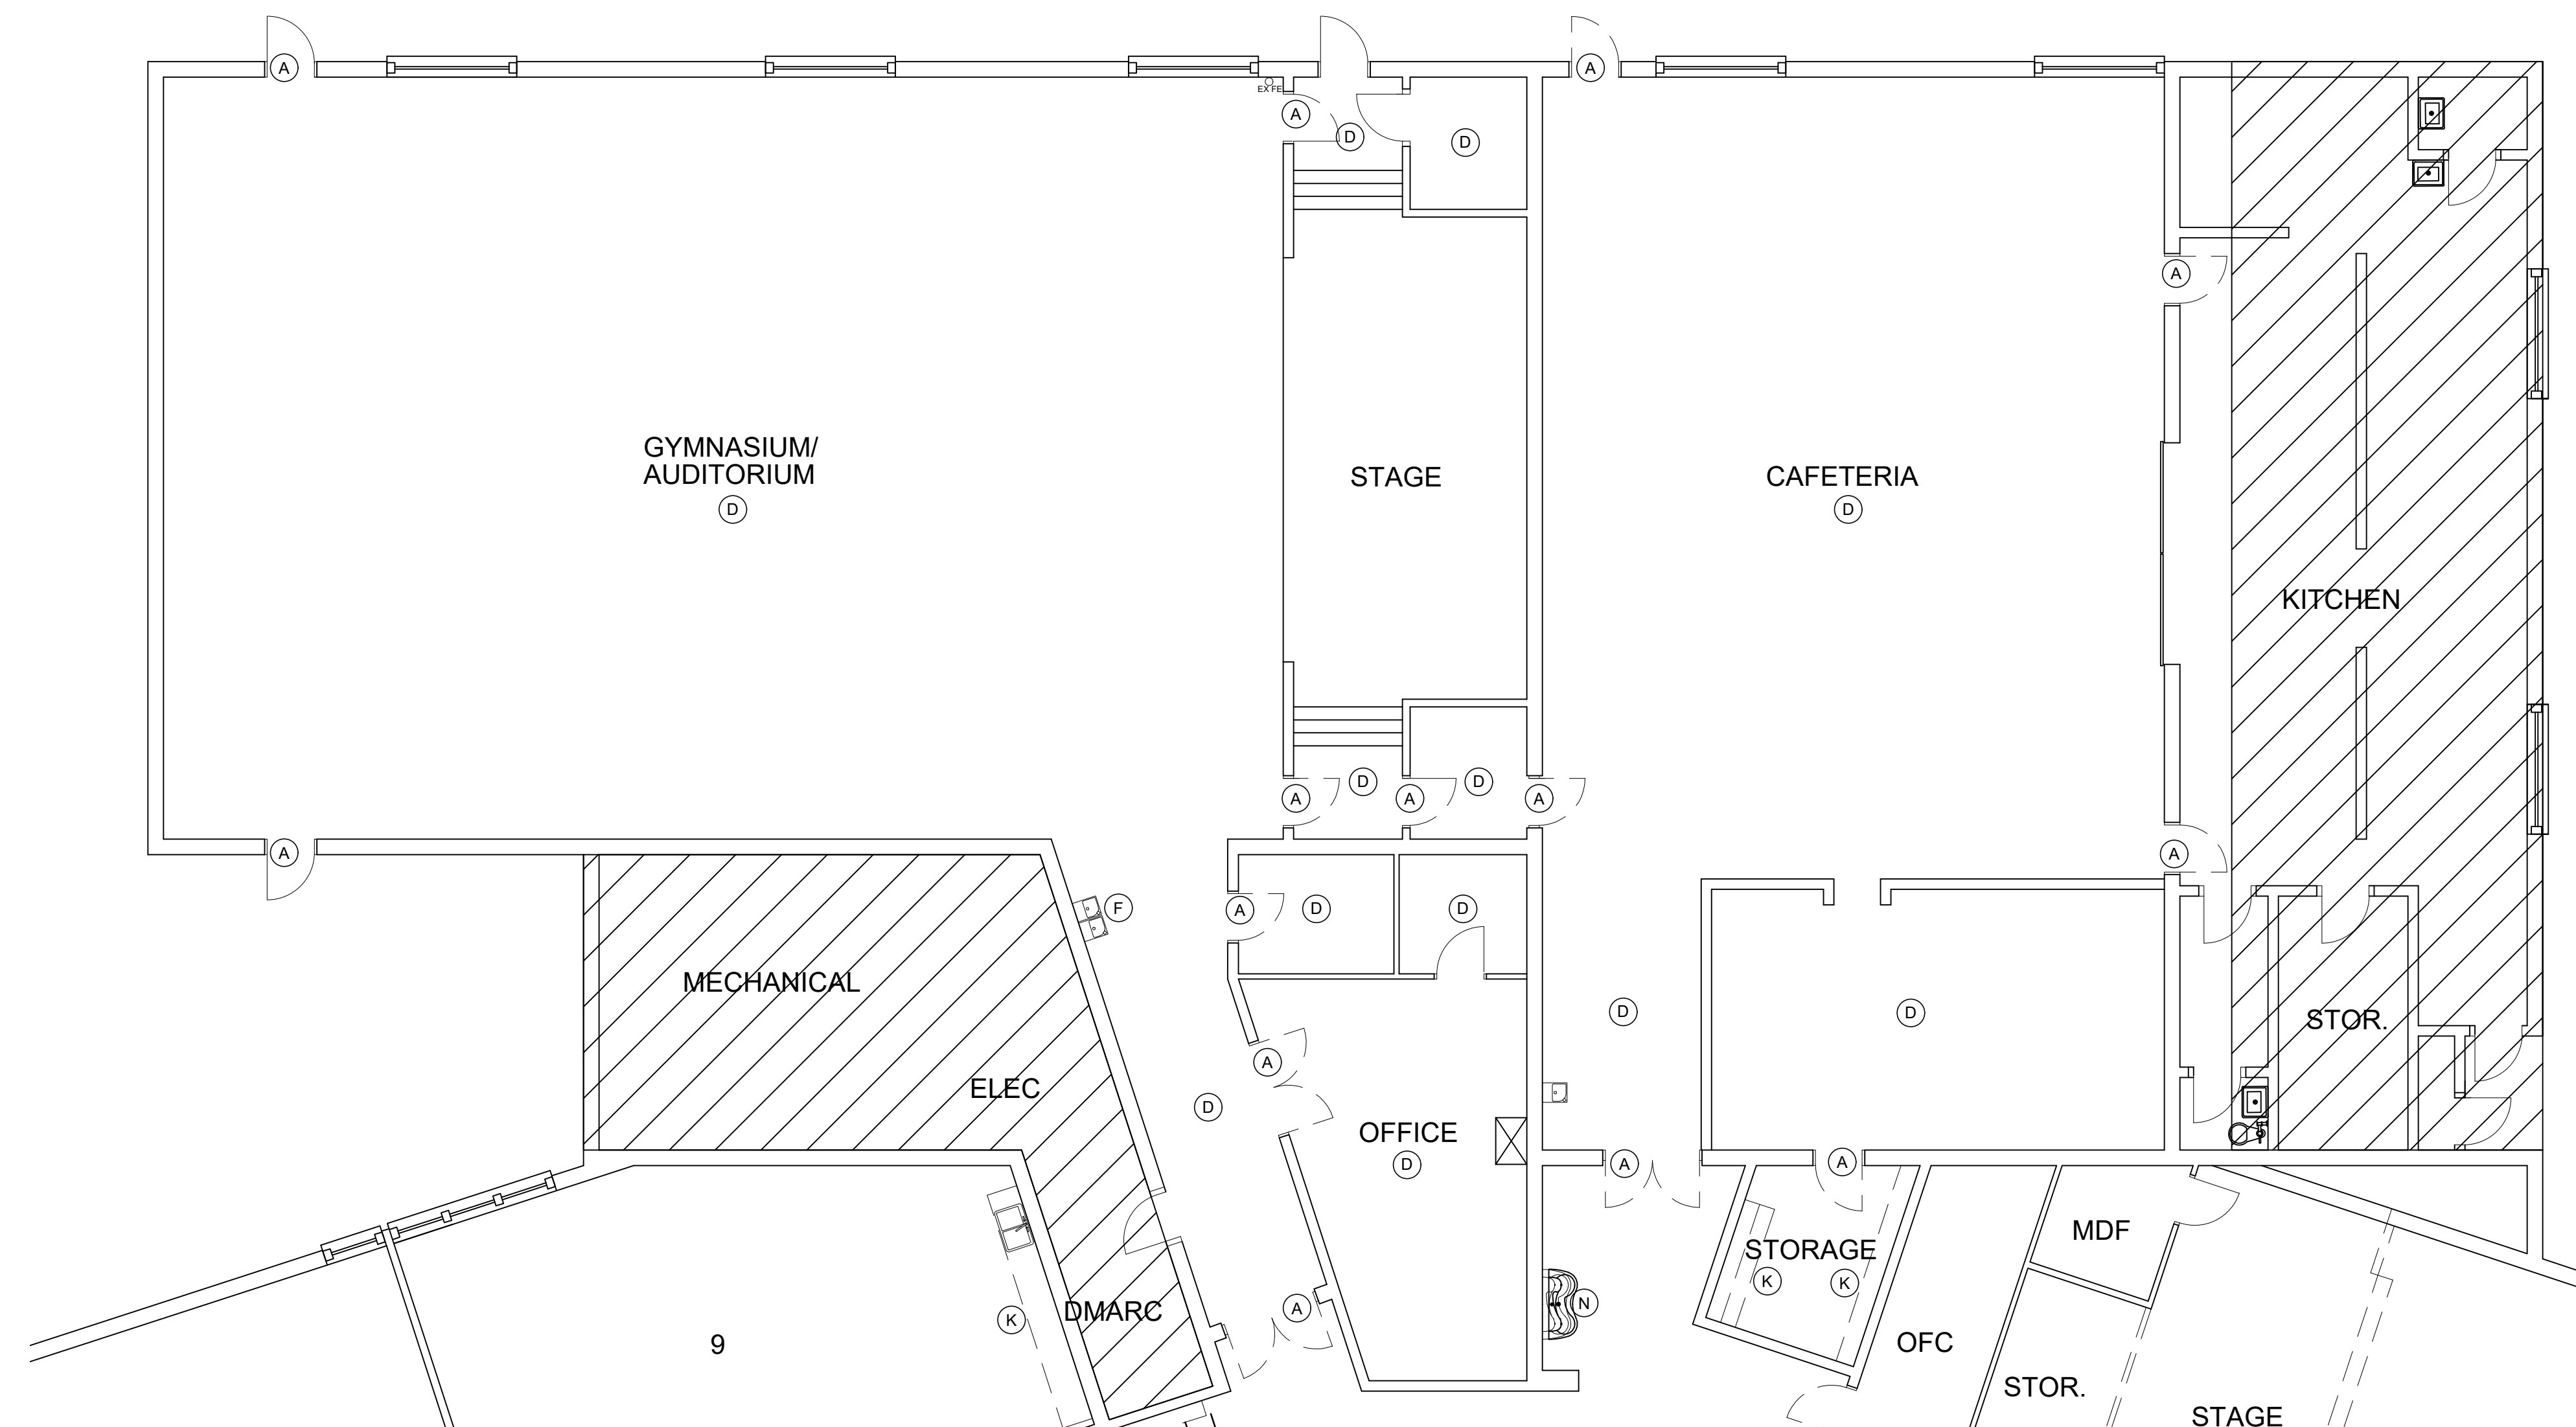 A
A
EX FE
A
D
D
A
GYMNASIUM/
AUDITORIUM
D
STAGE
CAFETERIA
D
KITCHEN
D
D
A
A
A
A
A
F
A
D
D
MECHANICAL
D
D
STOR.
A
ELEC
D
OFFICE
D
A
A
MDF
STORAGE
K
K
DMARC
A
N
K
9
OFC
STOR.
STAGE